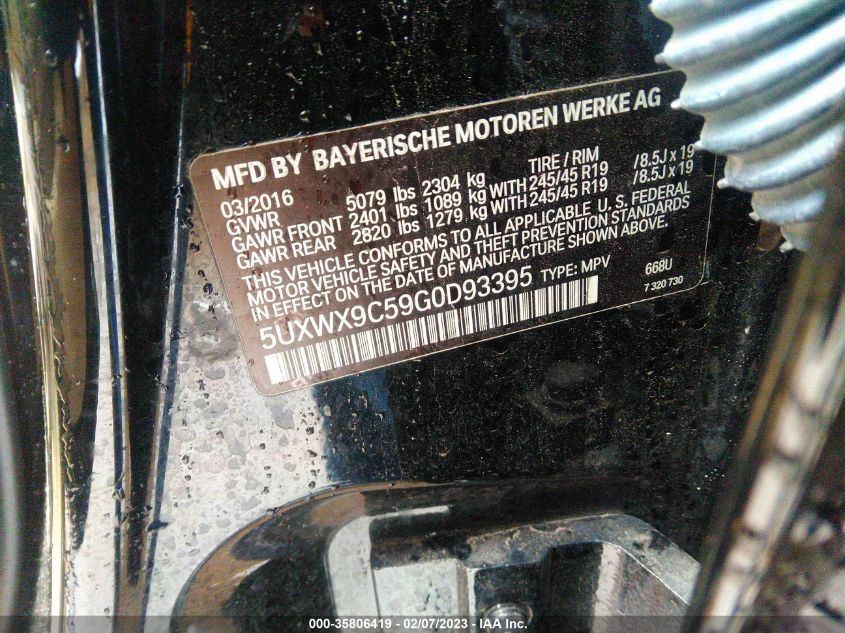 MFD BY BAYERISCHE MOTOREN WERKE AG
03/2016
GVWR 5079 lbs 2304 kg TIRE / RIM
GAWR FRONT 2401 lbs 1089 kg WITH 245/45 R19 / 8.5J x 19
GAWR REAR 2820 lbs 1279 kg WITH 245/45 R19 / 8.5J x 19
THIS VEHICLE CONFORMS TO ALL APPLICABLE U. S. FEDERAL
MOTOR VEHICLE SAFETY AND THEFT PREVENTION STANDARDS
IN EFFECT ON THE DATE OF MANUFACTURE SHOWN ABOVE.
5UXWX9C59G0D93395 TYPE: MPV 668U
7 320 730
000-35806419 - 02/07/2023 - IAA Inc.